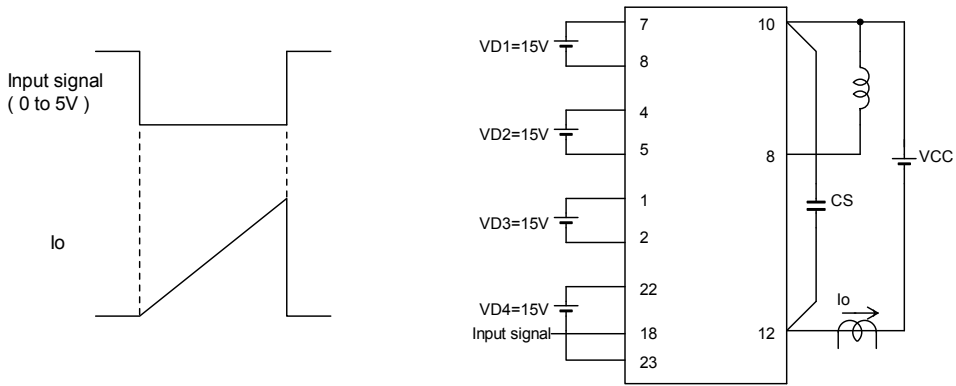 Input signal
( 0 to 5V )
Io
VD1=15V
7
8
VD2=15V
4
5
VD3=15V
1
2
VD4=15V
22
Input signal
18
23
10
8
12
VCC
CS
Io